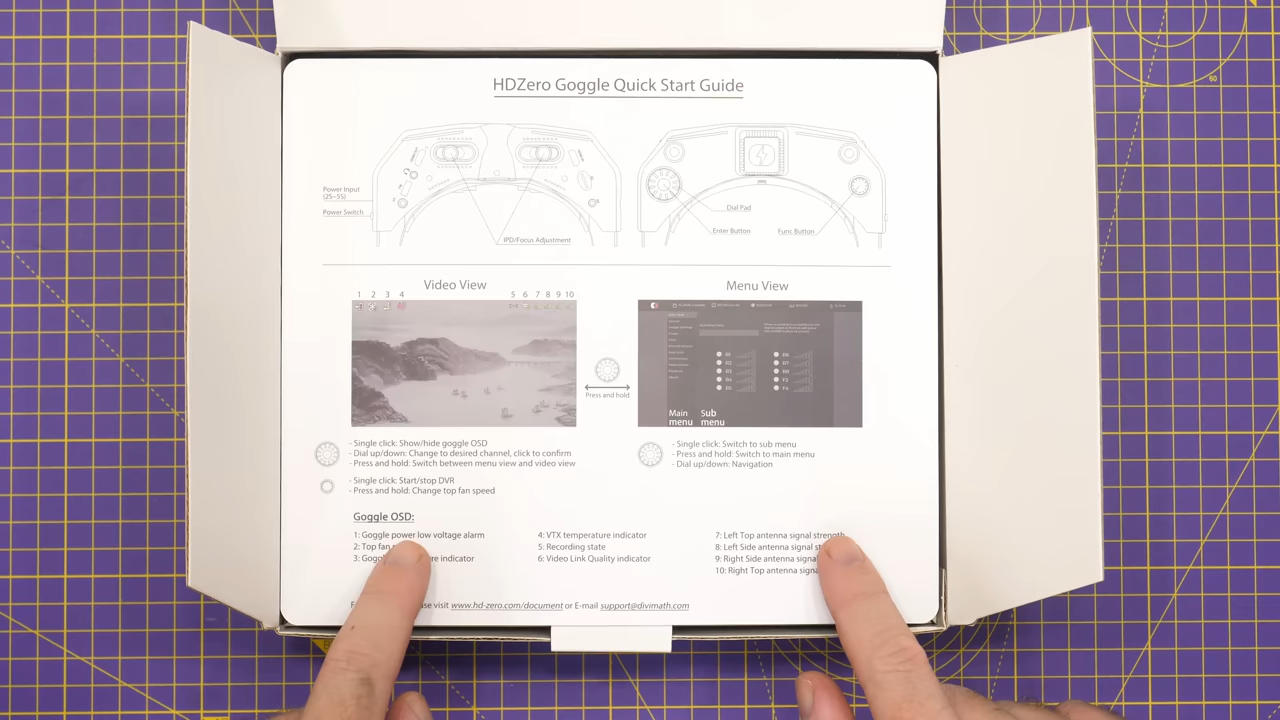 HDZero Goggle Quick Start Guide
Power Input
(2S~5S)
Power Switch
IPD/Focus Adjustment
Dial Pad
Enter Button
Func Button
Video View
1 2 3 4 5 6 7 8 9 10
Menu View
Press and hold
Main
menu
Sub
menu
- Single click: Show/hide goggle OSD
- Dial up/down: Change to desired channel, click to confirm
- Press and hold: Switch between menu view and video view
- Single click: Start/stop DVR
- Press and hold: Change top fan speed
- Single click: Switch to sub menu
- Press and hold: Switch to main menu
- Dial up/down: Navigation
Goggle OSD:
1: Goggle power low voltage alarm
2: Top fan
3: indicator
4: VTX temperature indicator
5: Recording state
6: Video Link Quality indicator
7: Left Top antenna signal strength
8: Left Side antenna signal
9: Right Side antenna signal
10: Right Top antenna
visit www.hd-zero.com/document or E-mail support@divimath.com
60